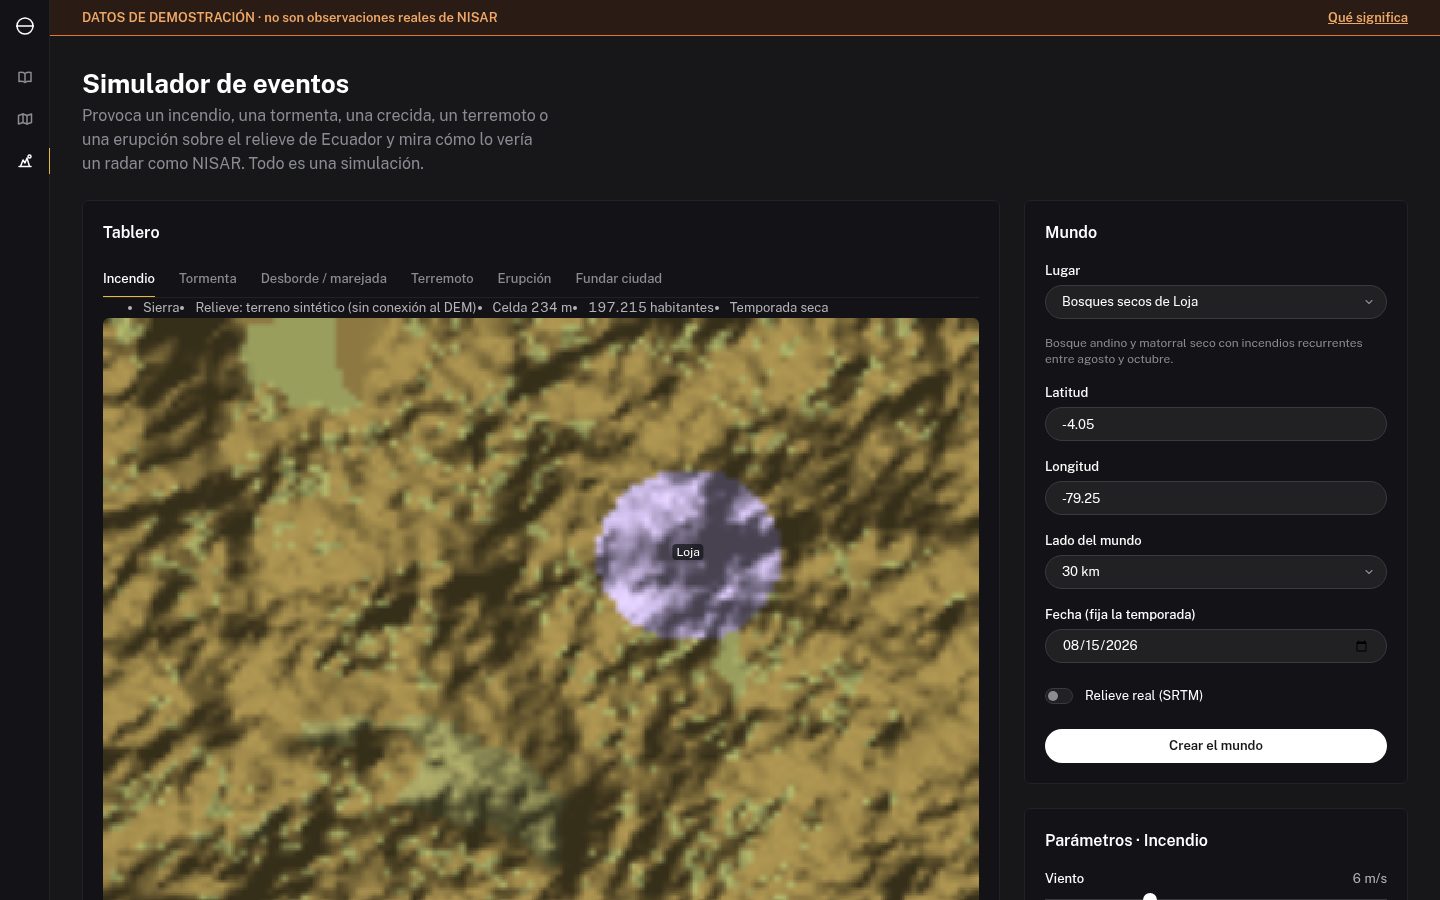 DATOS DE DEMOSTRACIÓN · no son observaciones reales de NISAR
Qué significa
Simulador de eventos
Provoca un incendio, una tormenta, una crecida, un terremoto o
una erupción sobre el relieve de Ecuador y mira cómo lo vería
un radar como NISAR. Todo es una simulación.
Tablero
Incendio Tormenta Desborde / marejada Terremoto Erupción Fundar ciudad
• Sierra• Relieve: terreno sintético (sin conexión al DEM)• Celda 234 m• 197.215 habitantes• Temporada seca
Loja
Mundo
Lugar
Bosques secos de Loja
Bosque andino y matorral seco con incendios recurrentes
entre agosto y octubre.
Latitud
-4.05
Longitud
-79.25
Lado del mundo
30 km
Fecha (fija la temporada)
08/15/2026
Relieve real (SRTM)
Crear el mundo
Parámetros · Incendio
Viento 6 m/s